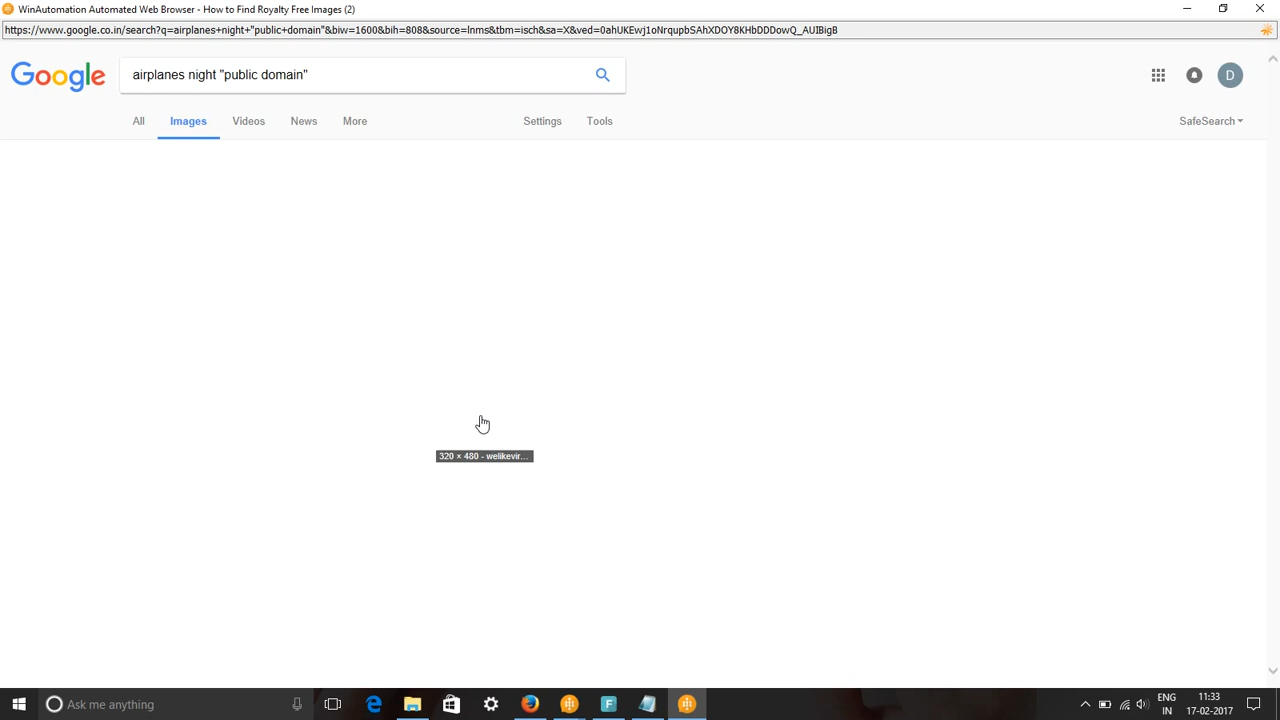 WinAutomation Automated Web Browser - How to Find Royalty Free Images (2)
https://www.google.co.in/search?q=airplanes+night+"public+domain"&biw=1600&bih=808&source=lnms&tbm=isch&sa=X&ved=0ahUKEwj1oNrqupbSAhXDOY8KHbDDDowQ_AUIBigB
Google
airplanes night "public domain"
D
All Images Videos News More Settings Tools SafeSearch
320 × 480 - welikevir...
Ask me anything
F
ENG 11:33
IN 17-02-2017